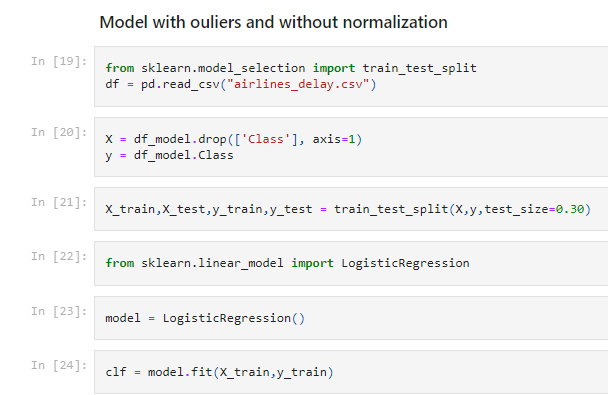 Model with ouliers and without normalization
In [19]:
from sklearn.model_selection import train_test_split
df = pd.read_csv("airlines_delay.csv")
In [20]:
X = df_model.drop(['Class'], axis=1)
y = df_model.Class
In [21]:
X_train,X_test,y_train,y_test = train_test_split(X,y,test_size=0.30)
In [22]:
from sklearn.linear_model import LogisticRegression
In [23]:
model = LogisticRegression()
In [24]:
clf = model.fit(X_train,y_train)